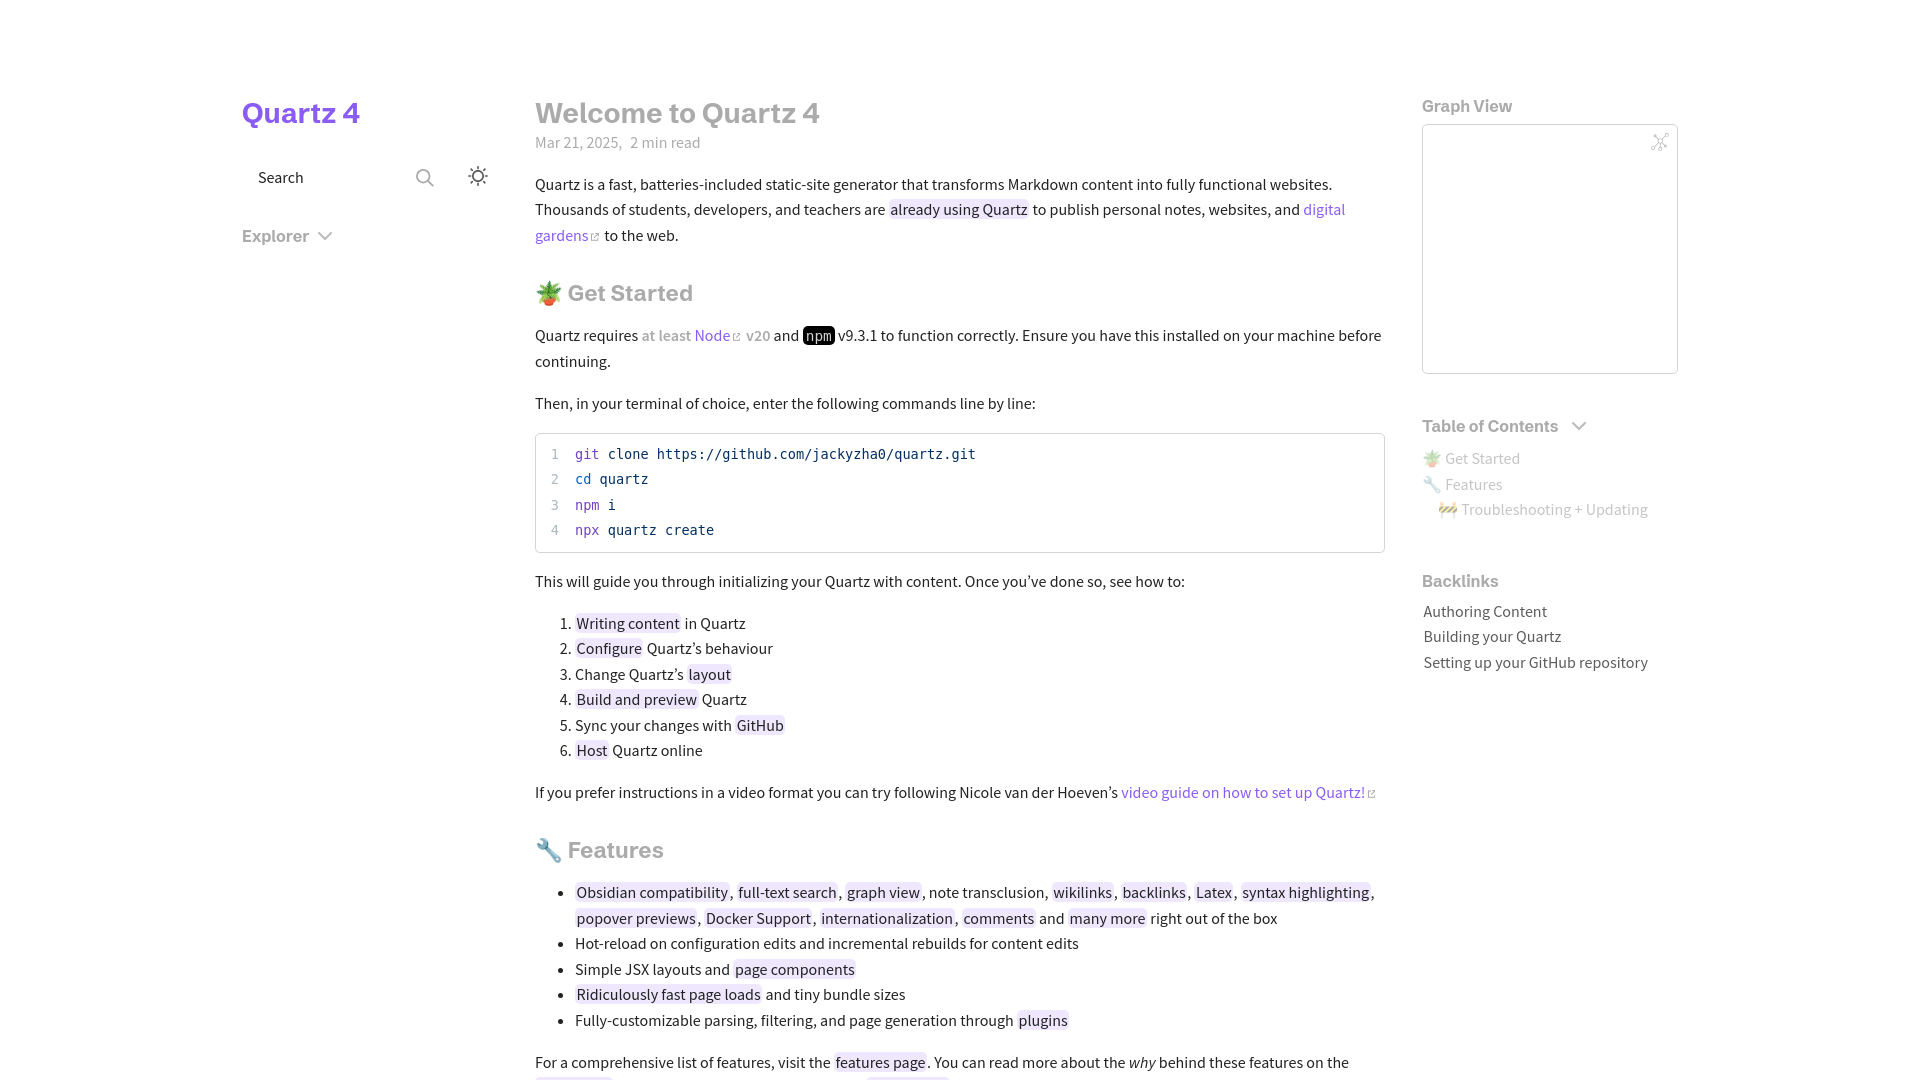 Quartz 4
Search
Explorer
Welcome to Quartz 4
Mar 21, 2025, 2 min read
Quartz is a fast, batteries-included static-site generator that transforms Markdown content into fully functional websites.
Thousands of students, developers, and teachers are already using Quartz to publish personal notes, websites, and digital
gardens to the web.
🪴 Get Started
Quartz requires at least Node v20 and npm v9.3.1 to function correctly. Ensure you have this installed on your machine before
continuing.
Then, in your terminal of choice, enter the following commands line by line:
1 git clone https://github.com/jackyzha0/quartz.git
2 cd quartz
3 npm i
4 npx quartz create
This will guide you through initializing your Quartz with content. Once you’ve done so, see how to:
1. Writing content in Quartz
2. Configure Quartz’s behaviour
3. Change Quartz’s layout
4. Build and preview Quartz
5. Sync your changes with GitHub
6. Host Quartz online
If you prefer instructions in a video format you can try following Nicole van der Hoeven’s video guide on how to set up Quartz!
🔧 Features
• Obsidian compatibility, full-text search, graph view, note transclusion, wikilinks, backlinks, Latex, syntax highlighting,
popover previews, Docker Support, internationalization, comments and many more right out of the box
• Hot-reload on configuration edits and incremental rebuilds for content edits
• Simple JSX layouts and page components
• Ridiculously fast page loads and tiny bundle sizes
• Fully-customizable parsing, filtering, and page generation through plugins
For a comprehensive list of features, visit the features page. You can read more about the why behind these features on the
Graph View
Table of Contents
🪴 Get Started
🔧 Features
🚧 Troubleshooting + Updating
Backlinks
Authoring Content
Building your Quartz
Setting up your GitHub repository